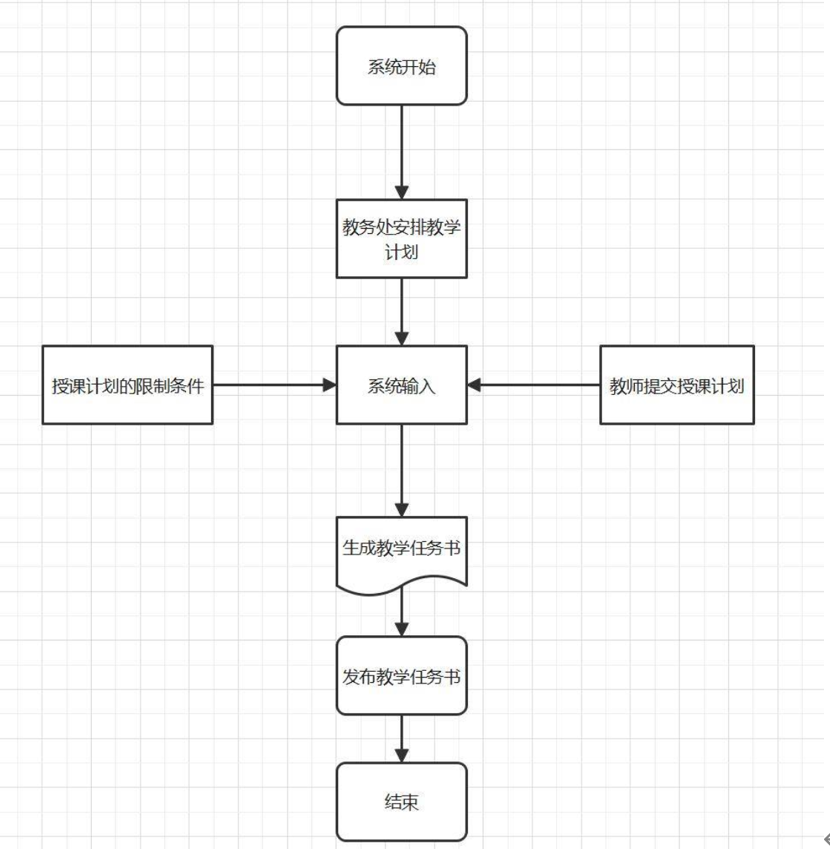 系统开始
教务处安排教学
计划
授课计划的限制条件
系统输入
教师提交授课计划
生成教学任务书
发布教学任务书
结束